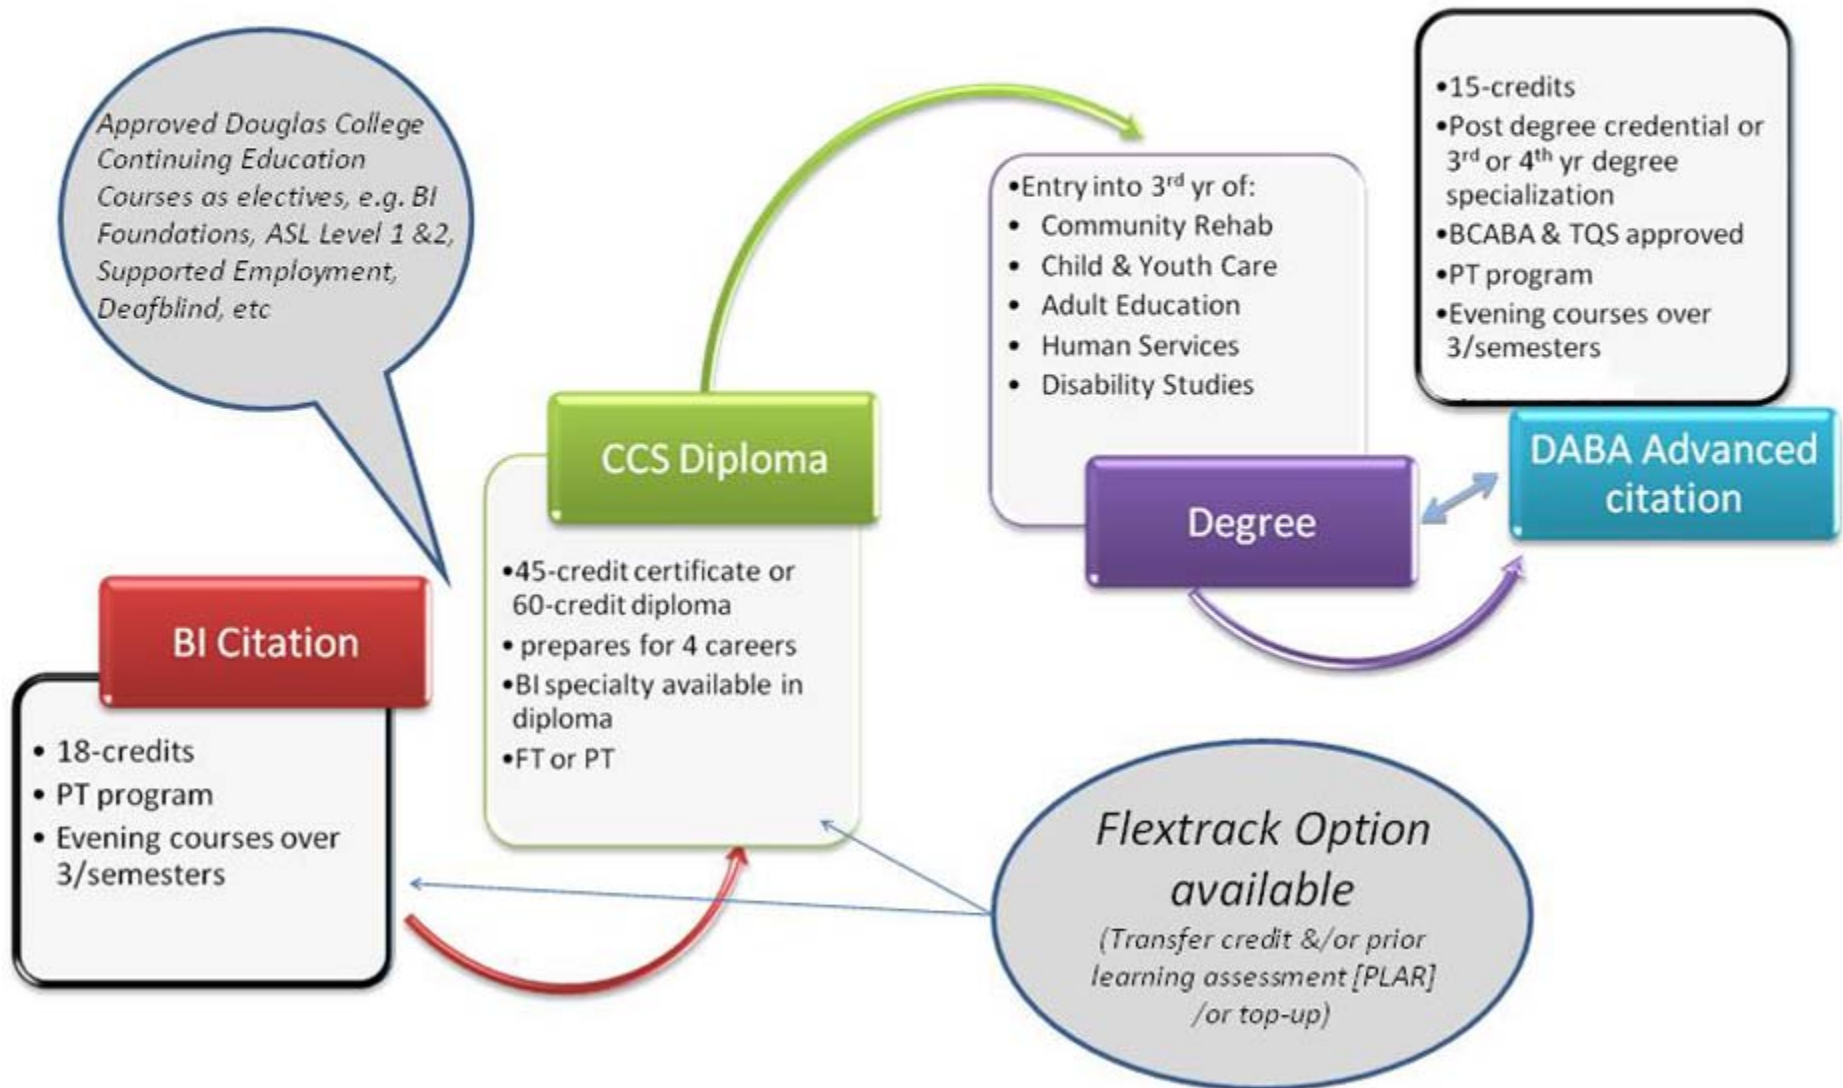 Approved Douglas College
Continuing Education
Courses as electives, e.g. BI
Foundations, ASL Level 1 &2,
Supported Employment,
Deafblind, etc
BI Citation
• 18-credits
• PT program
• Evening courses over
3/semesters
CCS Diploma
•45-credit certificate or
60-credit diploma
• prepares for 4 careers
•BI specialty available in
diploma
•FT or PT
•Entry into 3rd yr of:
• Community Rehab
• Child & Youth Care
• Adult Education
• Human Services
• Disability Studies
Degree
•15-credits
•Post degree credential or
3rd or 4th yr degree
specialization
•BCABA & TQS approved
•PT program
•Evening courses over
3/semesters
DABA Advanced
citation
Flextrack Option
available
(Transfer credit &/or prior
learning assessment [PLAR]
/or top-up)